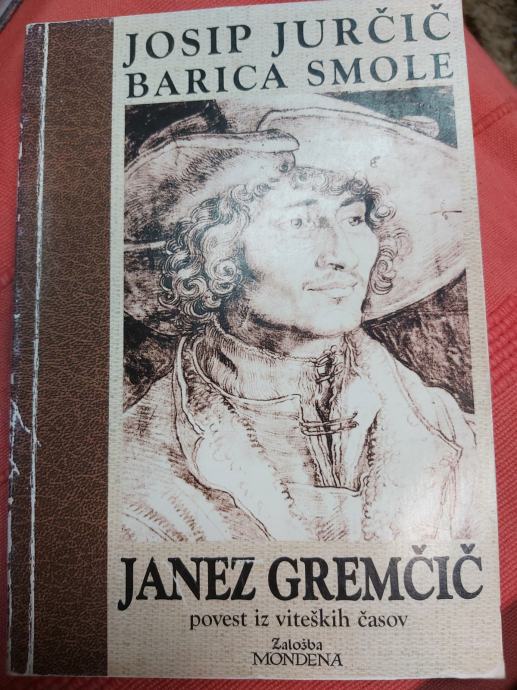 JOSIP JURČIČ
BARICA SMOLE
JANEZ GREMČIČ
povest iz viteških časov
Založba
MONDENA